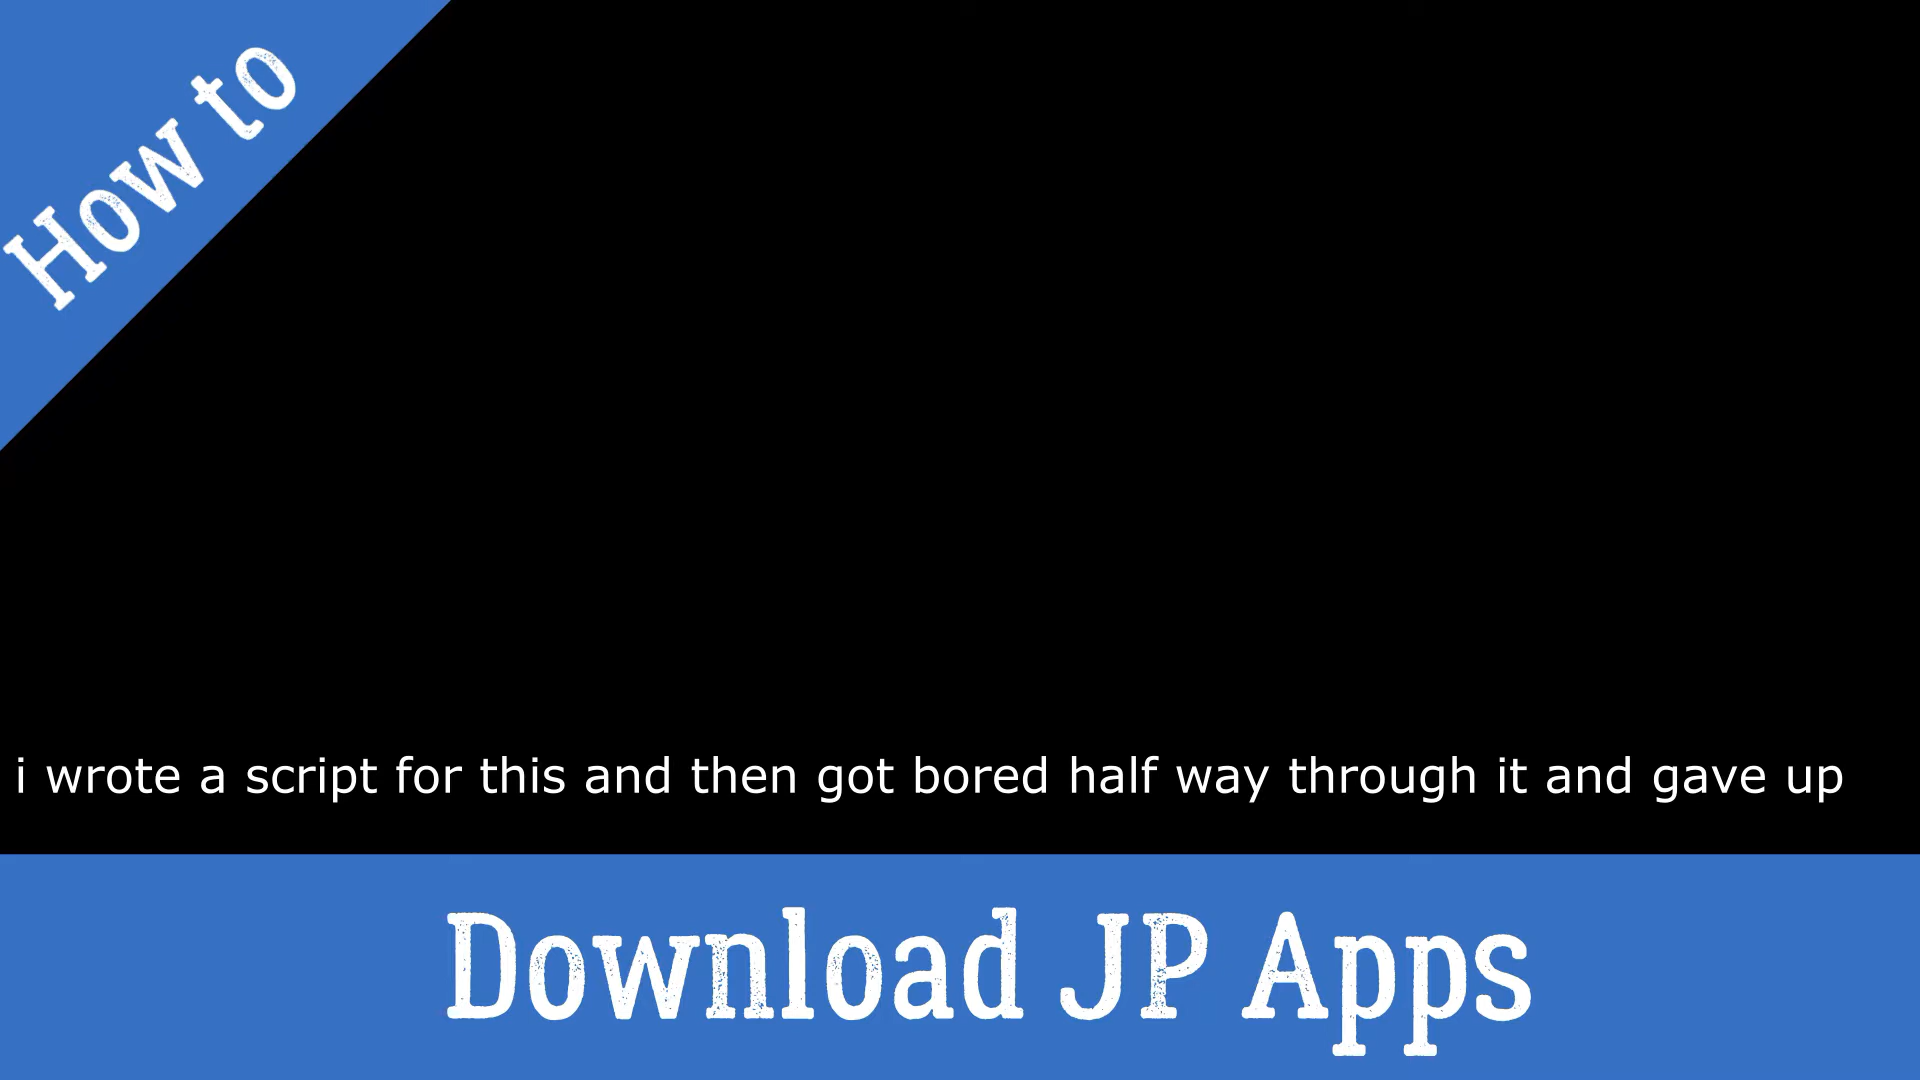 How to
i wrote a script for this and then got bored half way through it and gave up
Download JP Apps